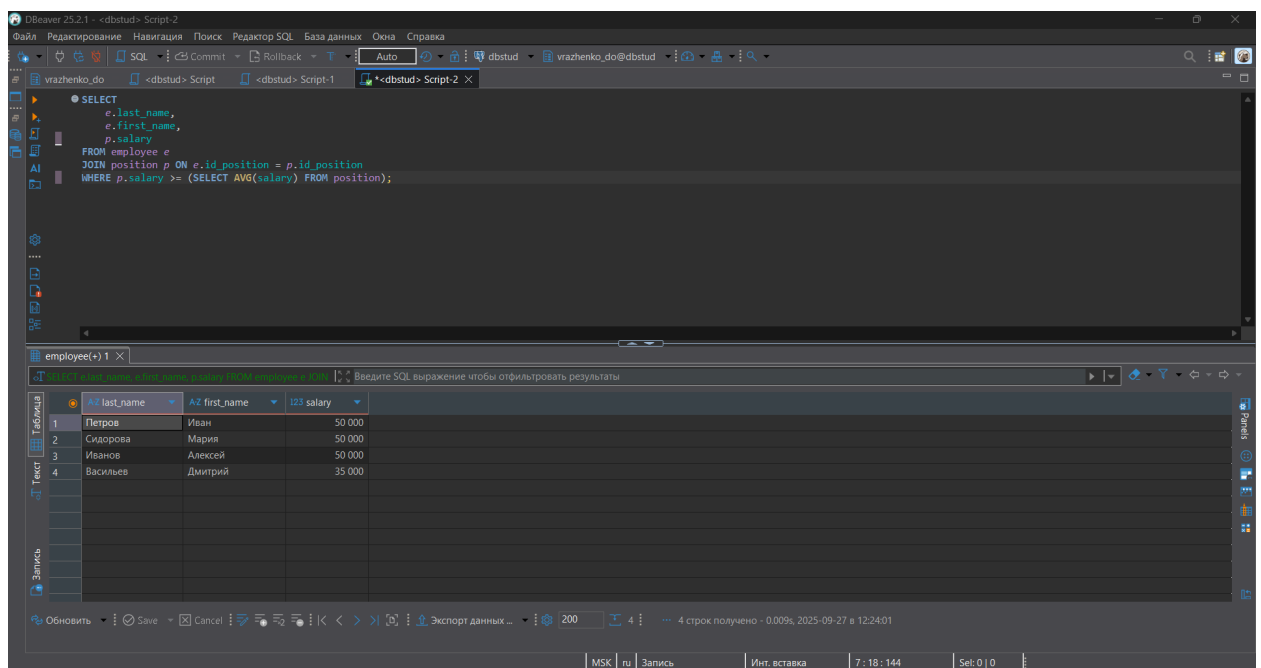 DBeaver 25.2.1 - <dbstud> Script-2
Файл Редактирование Навигация Поиск Редактор SQL База данных Окна Справка
SQL Commit Rollback T Auto dbstud vrazhenko_do@dbstud
vrazhenko_do <dbstud> Script <dbstud> Script-1 *<dbstud> Script-2
SELECT
e.last_name,
e.first_name,
p.salary
FROM employee e
JOIN position p ON e.id_position = p.id_position
WHERE p.salary >= (SELECT AVG(salary) FROM position);
AI
employee(+) 1
SELECT e.last_name, e.first_name, p.salary FROM employee e JOIN Введите SQL выражение чтобы отфильтровать результаты
Таблица
Текст
Запись
Panels
A-Z last_name A-Z first_name 123 salary
1 Петров Иван 50 000
2 Сидорова Мария 50 000
3 Иванов Алексей 50 000
4 Васильев Дмитрий 35 000
Обновить Save Cancel Экспорт данных ... 200 4 ... 4 строк получено - 0.009s, 2025-09-27 в 12:24:01
MSK ru Запись Инт. вставка 7 : 18 : 144 Sel: 0 | 0